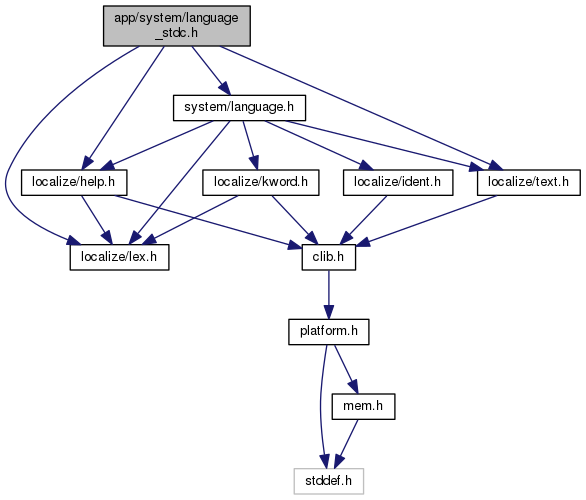 app/system/language
_stdc.h
system/language.h
localize/help.h
localize/kword.h
localize/ident.h
localize/text.h
localize/lex.h
clib.h
platform.h
mem.h
stddef.h